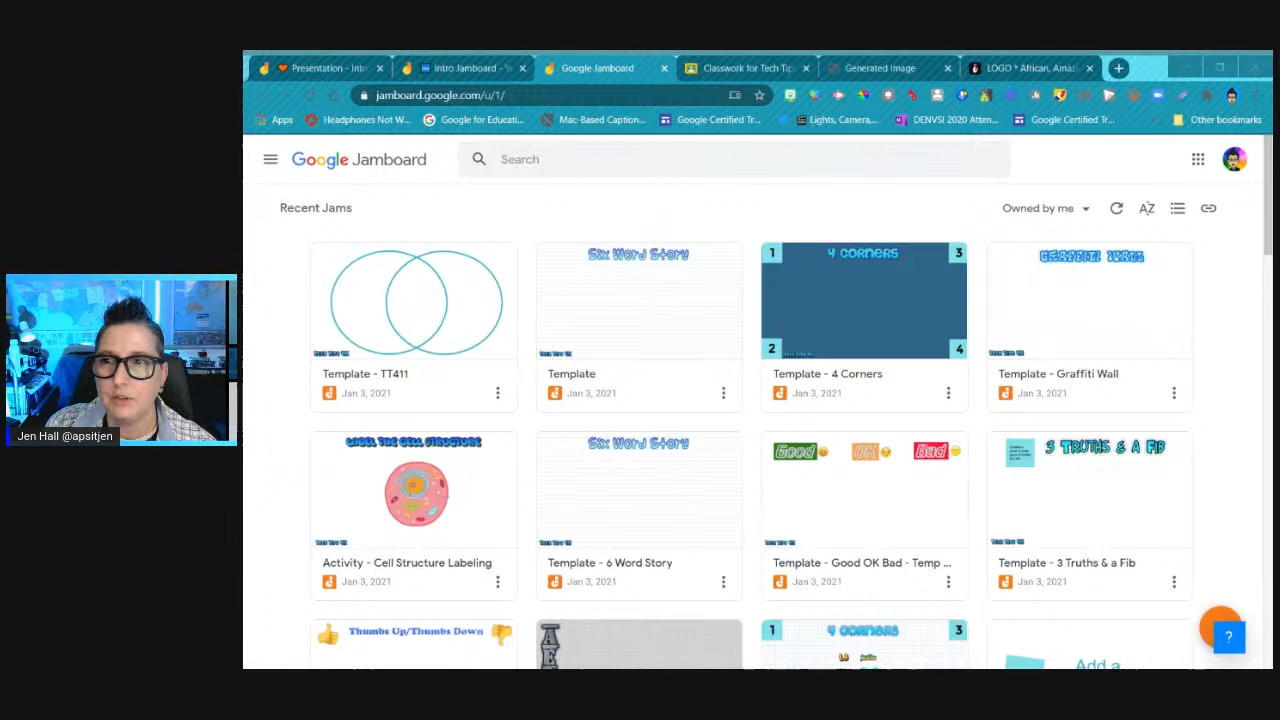 Presentation - Intr
Intro Jamboard -
Google Jamboard
Classwork for Tech Tip
Generated Image
LOGO * African, Amaz
jamboard.google.com/u/1/
Apps
Headphones Not W...
Google for Educati...
Mac-Based Caption...
Google Certified Tr...
Lights, Camera,...
DENVSI 2020 Atten...
Google Certified Tr...
Other bookmarks
Google Jamboard
Search
Recent Jams
Owned by me
AZ
Six Word Story
1 4 CORNERS 3
2 4
GRAFFITI WALL
Tech Tips 411
Template - TT411
Template
Template - 4 Corners
Template - Graffiti Wall
Jan 3, 2021
Jan 3, 2021
Jan 3, 2021
Jan 3, 2021
LABEL THE CELL STRUCTURE
Six Word Story
Good OK Bad
3 TRUTHS & A FIB
Activity - Cell Structure Labeling
Template - 6 Word Story
Template - Good OK Bad - Temp ...
Template - 3 Truths & a Fib
Jan 3, 2021
Jan 3, 2021
Jan 3, 2021
Jan 3, 2021
Thumbs Up/Thumbs Down
1 4 CORNERS 3
Add a
?
Jen Hall @apsitjen